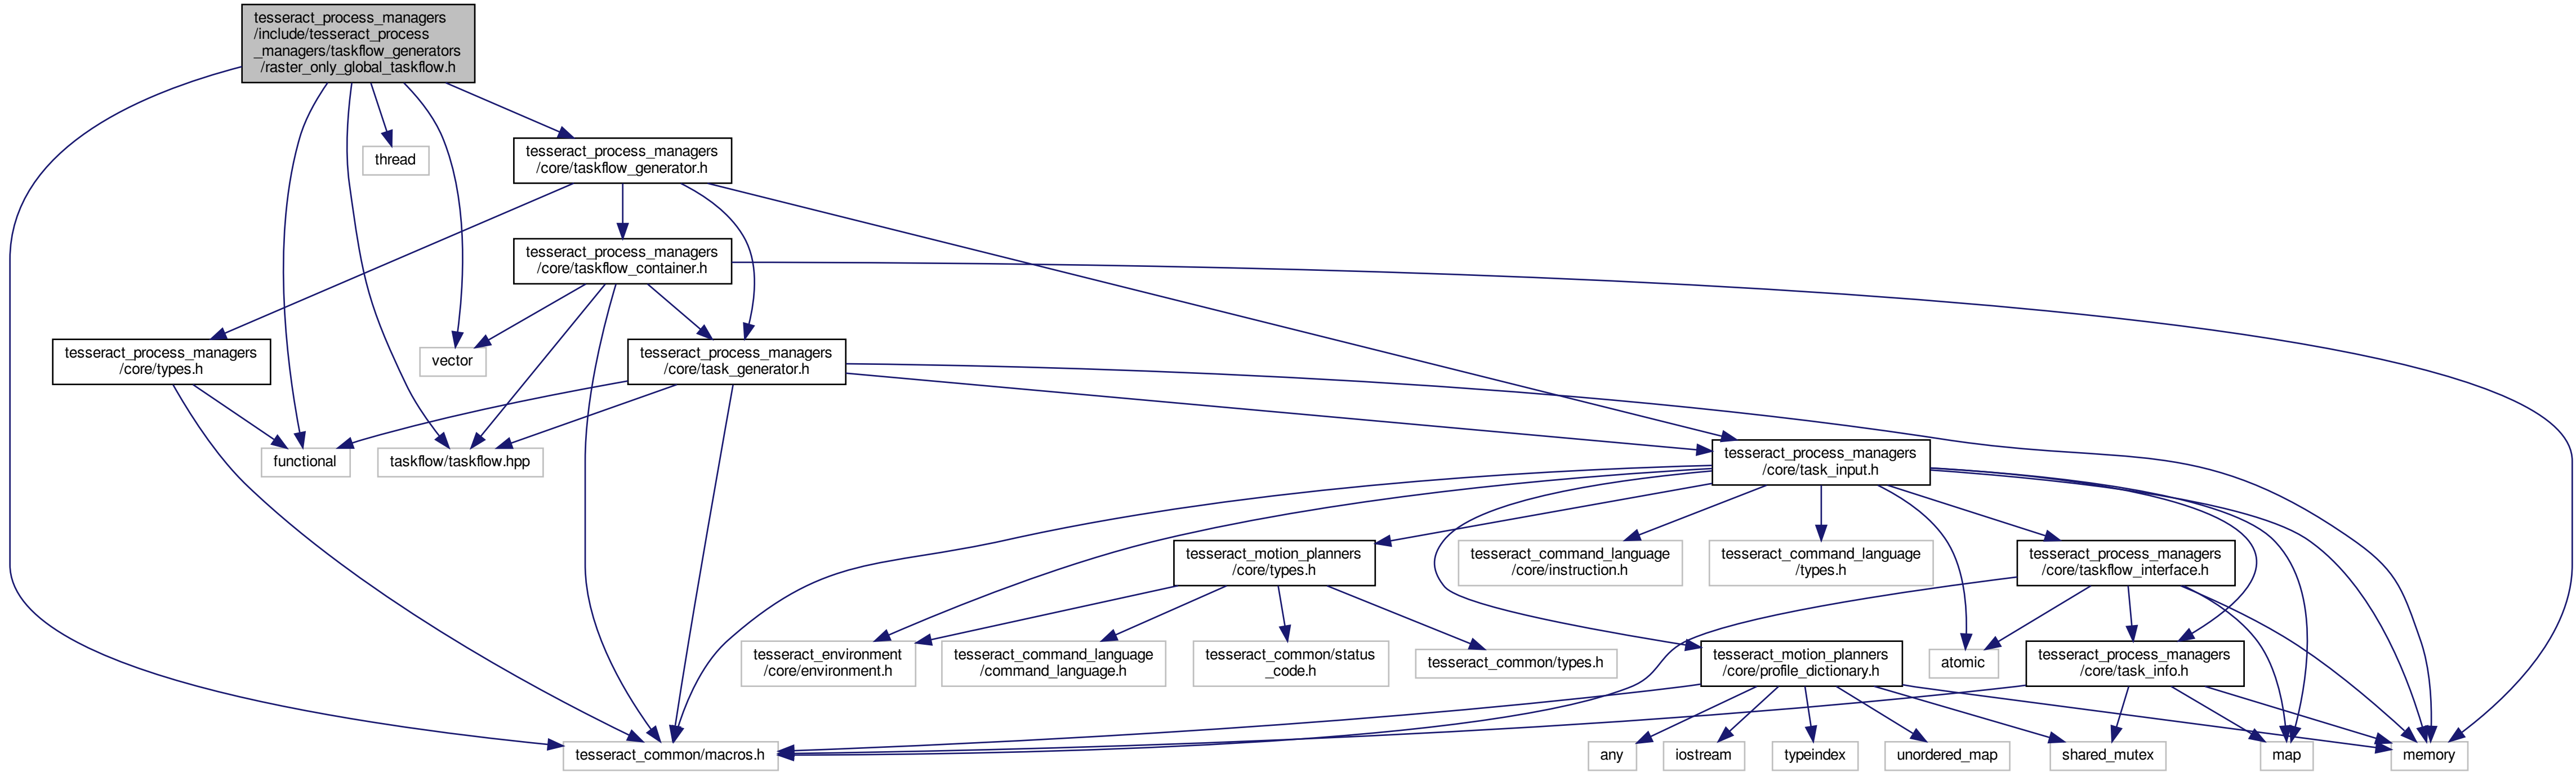 tesseract_process_managers
/include/tesseract_process
_managers/taskflow_generators
/raster_only_global_taskflow.h
thread
tesseract_process_managers
/core/taskflow_generator.h
tesseract_process_managers
/core/taskflow_container.h
tesseract_process_managers
/core/types.h
vector
tesseract_process_managers
/core/task_generator.h
functional
taskflow/taskflow.hpp
tesseract_process_managers
/core/task_input.h
tesseract_motion_planners
/core/types.h
tesseract_command_language
/core/instruction.h
tesseract_command_language
/types.h
tesseract_process_managers
/core/taskflow_interface.h
tesseract_environment
/core/environment.h
tesseract_command_language
/command_language.h
tesseract_common/status
_code.h
tesseract_common/types.h
tesseract_motion_planners
/core/profile_dictionary.h
atomic
tesseract_process_managers
/core/task_info.h
tesseract_common/macros.h
any
iostream
typeindex
unordered_map
shared_mutex
map
memory